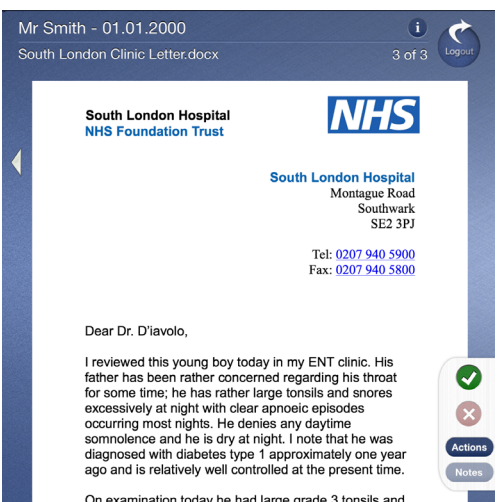 Mr Smith - 01.01.2000
i
South London Clinic Letter.docx
3 of 3
Logout
South London Hospital
NHS Foundation Trust
NHS
South London Hospital
Montague Road
Southwark
SE2 3PJ
Tel: 0207 940 5900
Fax: 0207 940 5800
Dear Dr. D'iavolo,
I reviewed this young boy today in my ENT clinic. His
father has been rather concerned regarding his throat
for some time; he has rather large tonsils and snores
excessively at night with clear apnoeic episodes
occurring most nights. He denies any daytime
somnolence and he is dry at night. I note that he was
diagnosed with diabetes type 1 approximately one year
ago and is relatively well controlled at the present time.
On examination today he had large grade 3 tonsils and
Actions
Notes